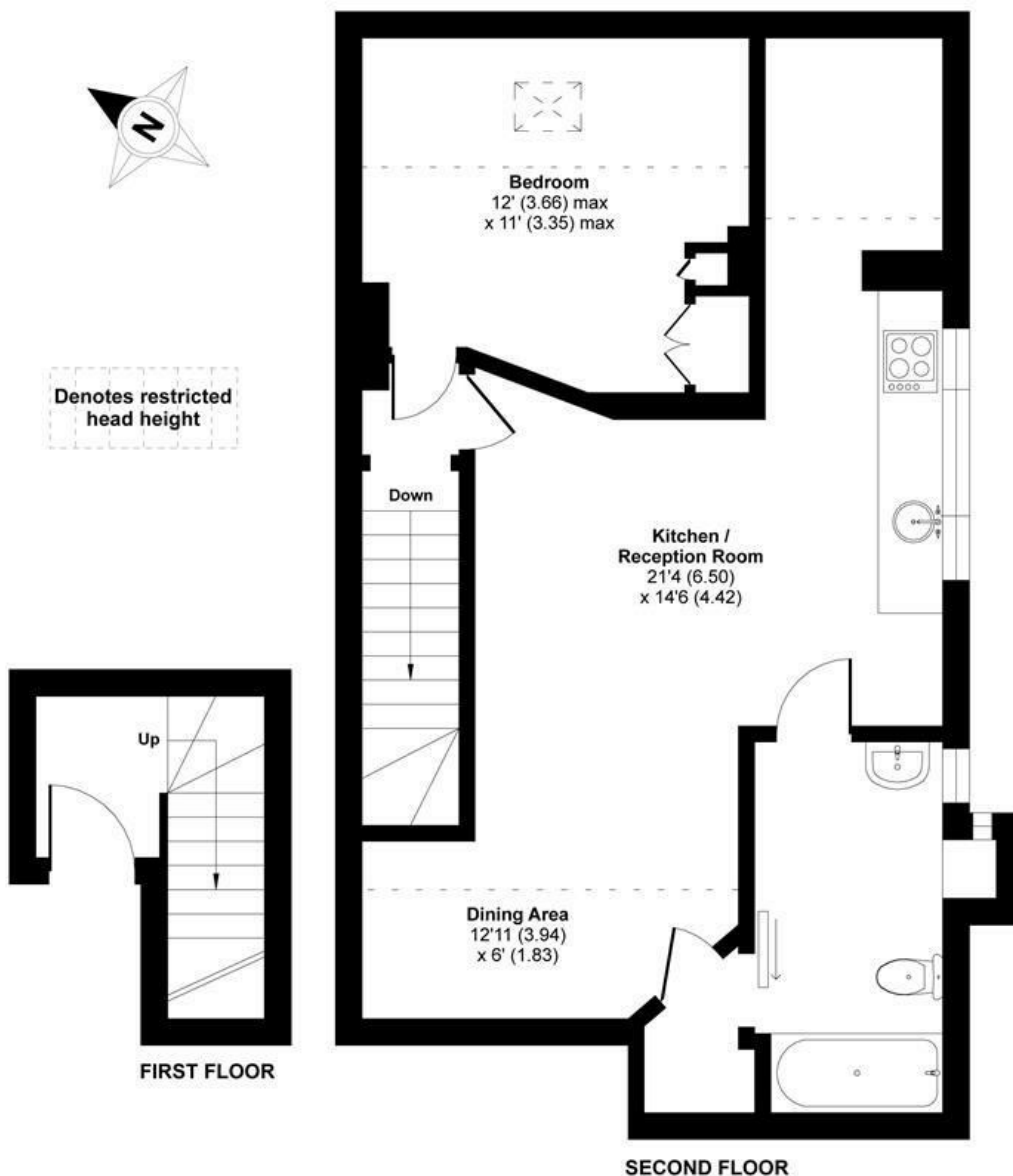 N
Bedroom
12' (3.66) max
x 11' (3.35) max
Denotes restricted
head height
Down
Kitchen /
Reception Room
21'4 (6.50)
x 14'6 (4.42)
Up
Dining Area
12'11 (3.94)
x 6' (1.83)
FIRST FLOOR
SECOND FLOOR